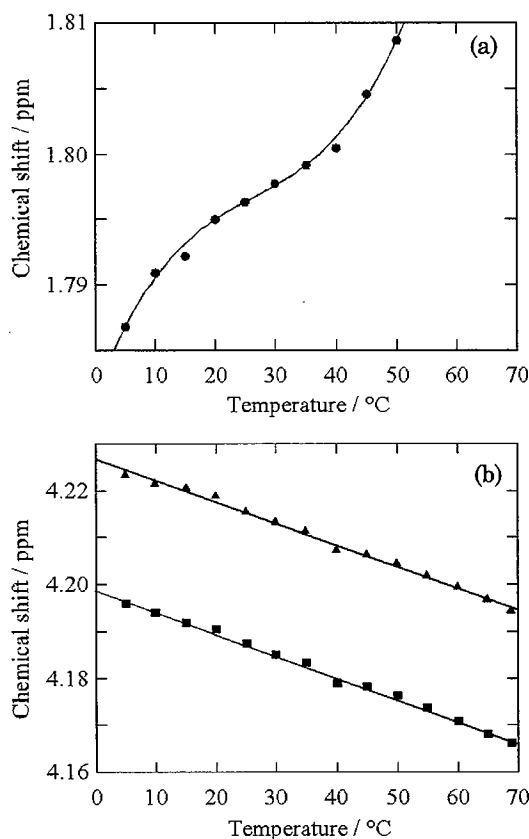 1.81
(a)
1.80
1.79
Chemical shift / ppm
0 10 20 30 40 50 60 70
Temperature / °C
(b)
4.22
4.20
4.18
4.16
Chemical shift / ppm
0 10 20 30 40 50 60 70
Temperature / °C